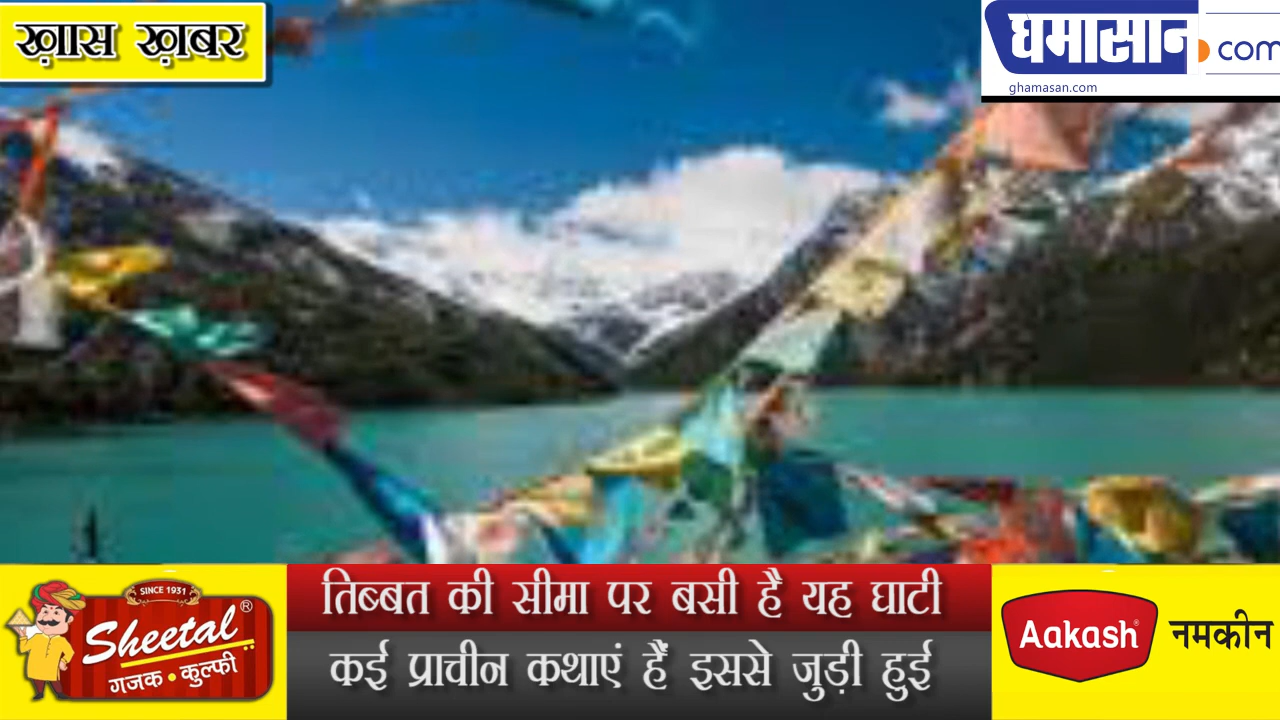 ख़ास ख़बर
घमासान.com
ghamasan.com
तिब्बत की सीमा पर बसी है यह घाटी
कई प्राचीन कथाएं हैं इससे जुड़ी हुई
SINCE 1931
Sheetal®
गजक • कुल्फी
Aakash®
नमकीन